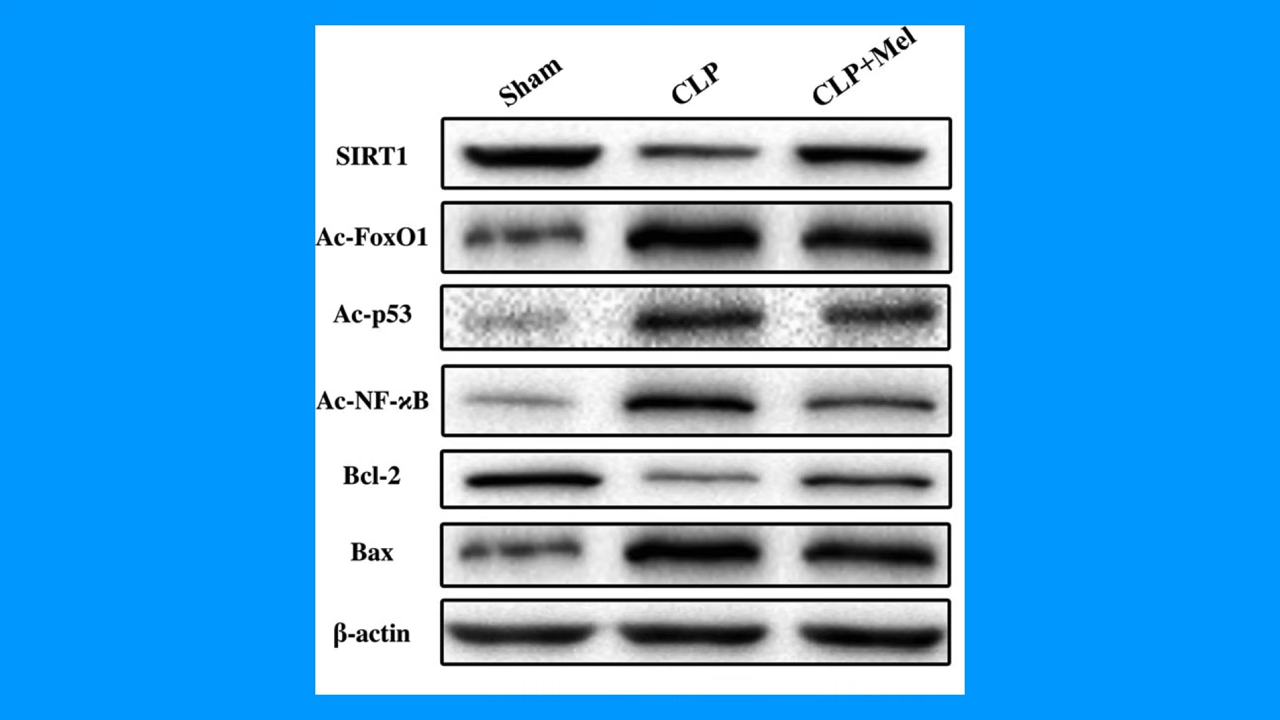 Sham CLP CLP+Mel
SIRT1
Ac-FoxO1
Ac-p53
Ac-NF-ϰB
Bcl-2
Bax
β-actin